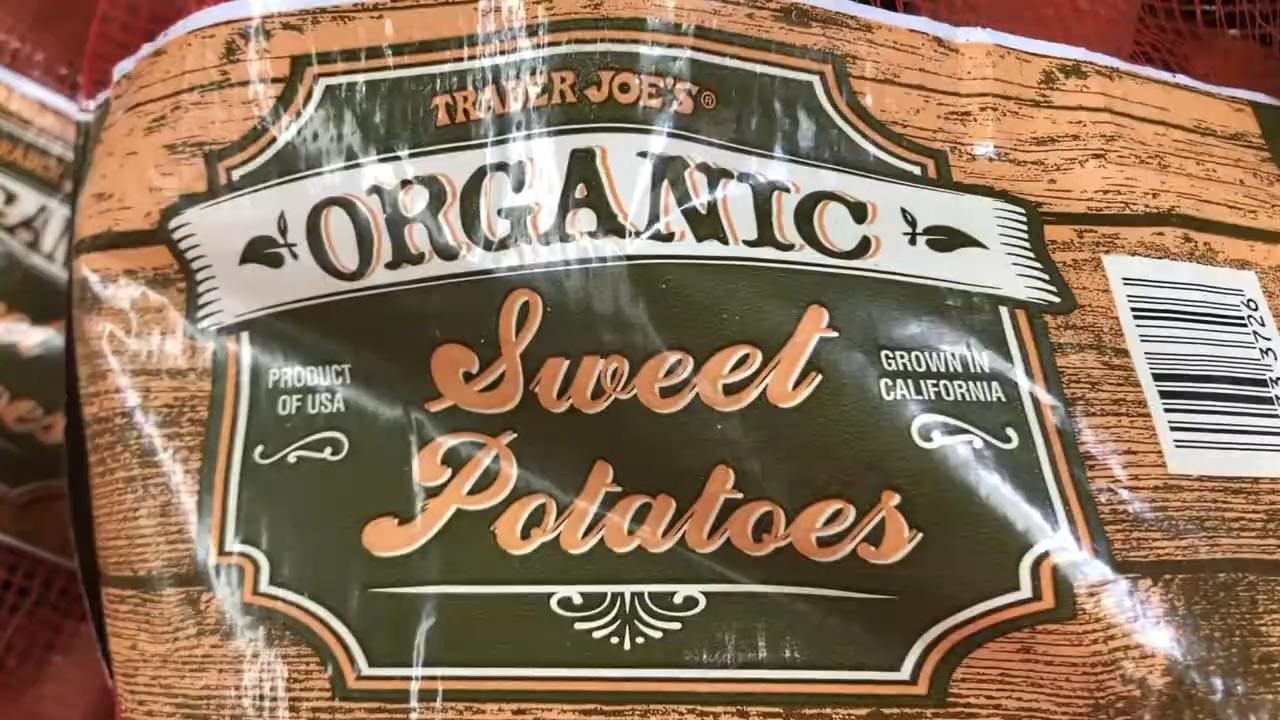 TRADER JOE'S®
ORGANIC
Sweet
Potatoes
PRODUCT
OF USA
GROWN IN
CALIFORNIA